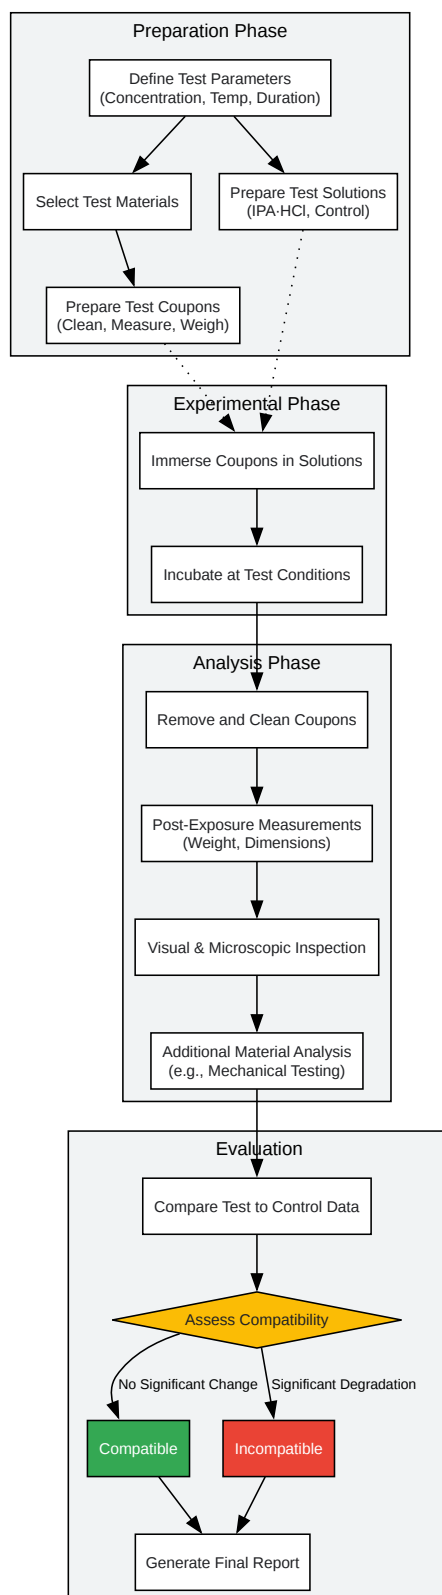 Preparation Phase
Define Test Parameters
(Concentration, Temp, Duration)
Select Test Materials
Prepare Test Solutions
(IPA·HCl, Control)
Prepare Test Coupons
(Clean, Measure, Weigh)
Experimental Phase
Immerse Coupons in Solutions
Incubate at Test Conditions
Analysis Phase
Remove and Clean Coupons
Post-Exposure Measurements
(Weight, Dimensions)
Visual & Microscopic Inspection
Additional Material Analysis
(e.g., Mechanical Testing)
Evaluation
Compare Test to Control Data
Assess Compatibility
No Significant Change
Significant Degradation
Compatible
Incompatible
Generate Final Report